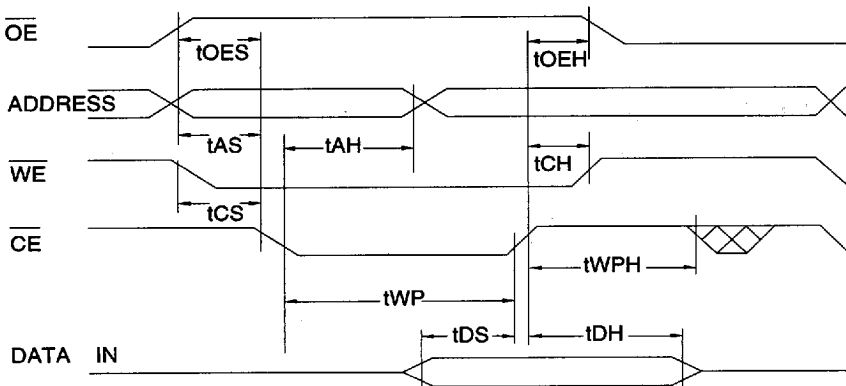 OE
tOES
tOEH
ADDRESS
tAS
tAH
tCH
WE
tCS
CE
tWPH
tWP
tDS
tDH
DATA IN